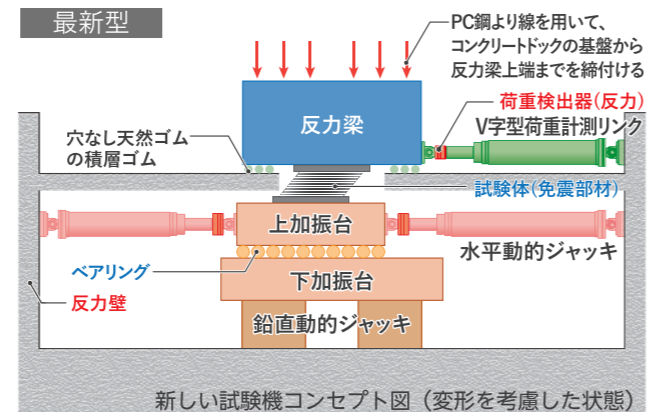 最新型
PC鋼より線を用いて、
コンクリートドックの基盤から
反力梁上端までを締付ける
荷重検出器(反力)
V字型荷重計測リンク
反力梁
穴なし天然ゴム
の積層ゴム
試験体(免震部材)
上加振台
水平動的ジャッキ
ベアリング
下加振台
反力壁
鉛直動的ジャッキ
新しい試験機コンセプト図（変形を考慮した状態）